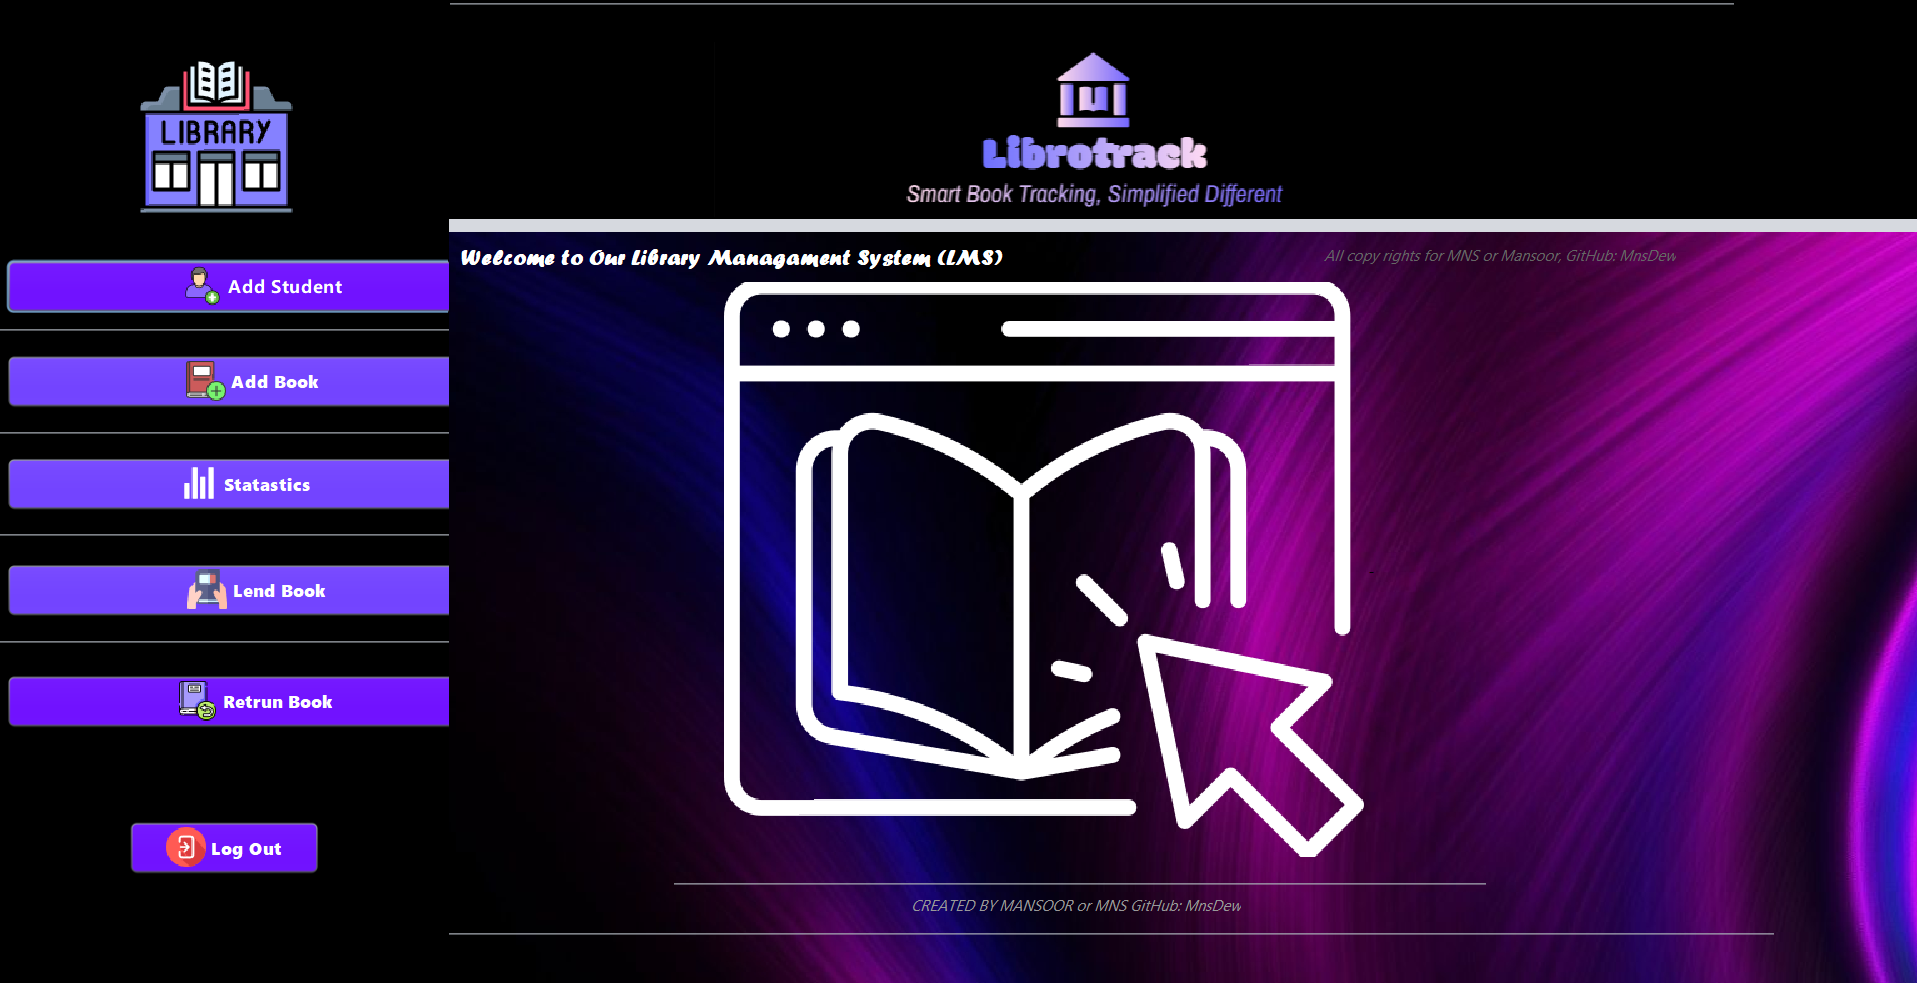 LIBRARY
Add Student
Add Book
Statastics
Lend Book
Retrun Book
Log Out
Librotrack
Smart Book Tracking, Simplified Different
Welcome to Our Library Managament System (LMS)
All copy rights for MNS or Mansoor, GitHub: MnsDew
CREATED BY MANSOOR or MNS GitHub: MnsDew